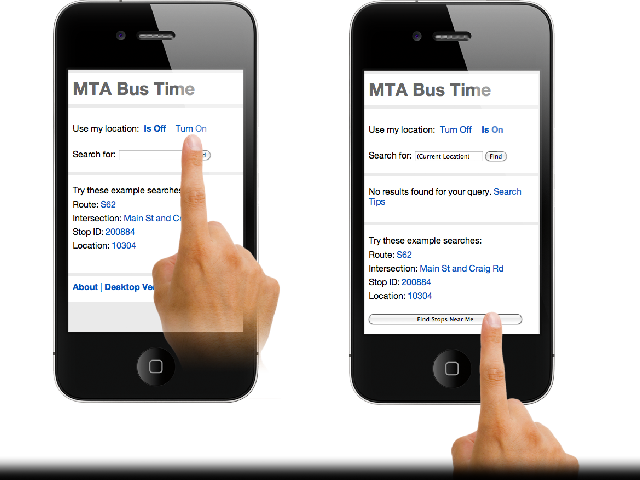 MTA Bus Time
Use my location: Is Off Turn On
Search for:
Try these example searches
Route: S62
Intersection: Main St and C
Stop ID: 200884
Location: 10304
About | Desktop Ve
MTA Bus Time
Use my location: Turn Off Is On
Search for: (Current Location) Find
No results found for your query. Search
Tips
Try these example searches:
Route: S62
Intersection: Main St and Craig Rd
Stop ID: 200884
Location: 10304
Find Stops Near Me